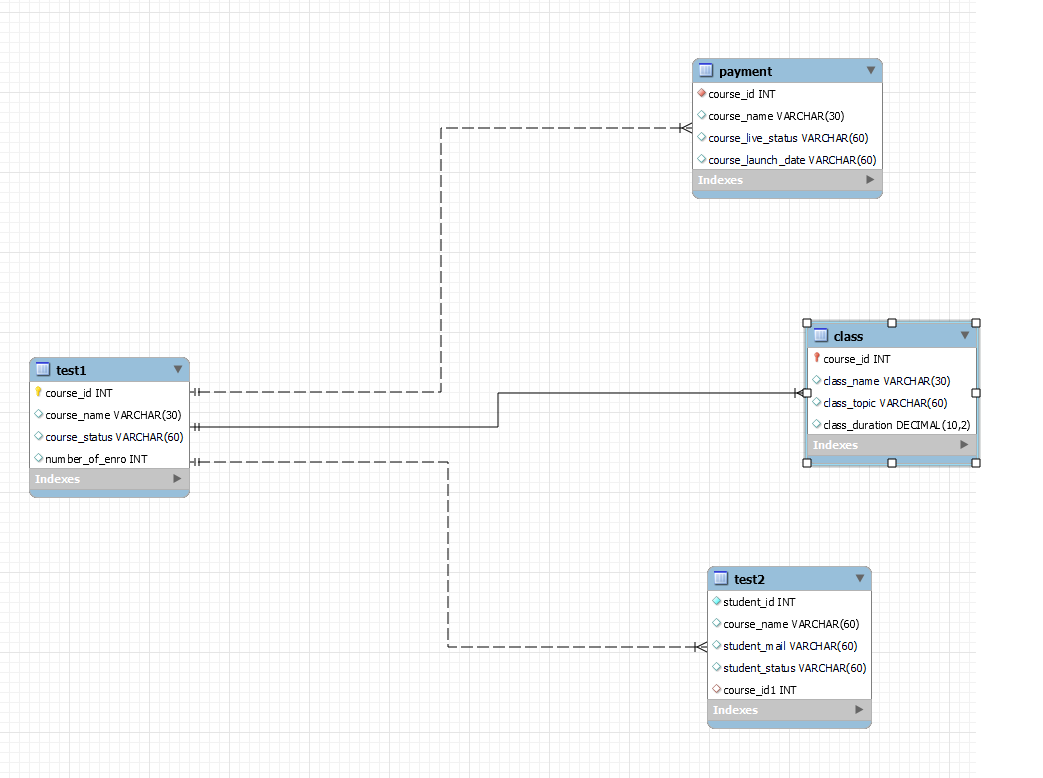 payment
course_id INT
course_name VARCHAR(30)
course_live_status VARCHAR(60)
course_launch_date VARCHAR(60)
Indexes
class
course_id INT
class_name VARCHAR(30)
class_topic VARCHAR(60)
class_duration DECIMAL(10,2)
Indexes
test1
course_id INT
course_name VARCHAR(30)
course_status VARCHAR(60)
number_of_enro INT
Indexes
test2
student_id INT
course_name VARCHAR(60)
student_mail VARCHAR(60)
student_status VARCHAR(60)
course_id1 INT
Indexes